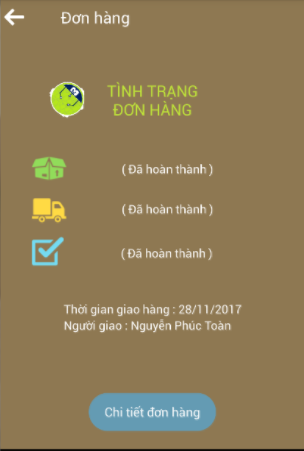 Đơn hàng
TÌNH TRẠNG
ĐƠN HÀNG
( Đã hoàn thành )
( Đã hoàn thành )
( Đã hoàn thành )
Thời gian giao hàng : 28/11/2017
Người giao : Nguyễn Phúc Toàn
Chi tiết đơn hàng